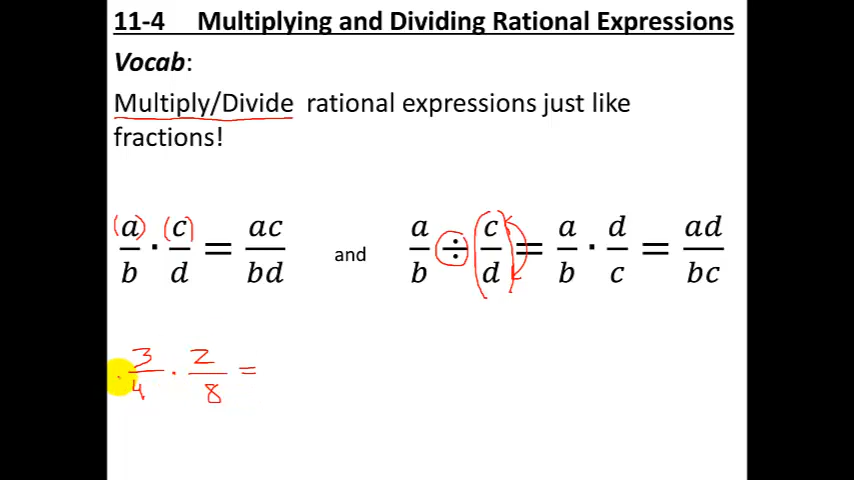 11-4 Multiplying and Dividing Rational Expressions
Vocab:
Multiply/Divide rational expressions just like
fractions!
(a)/b · (c)/d = ac/bd and a/b ÷ (c/d) = a/b · d/c = ad/bc
3/4 · 2/8 =